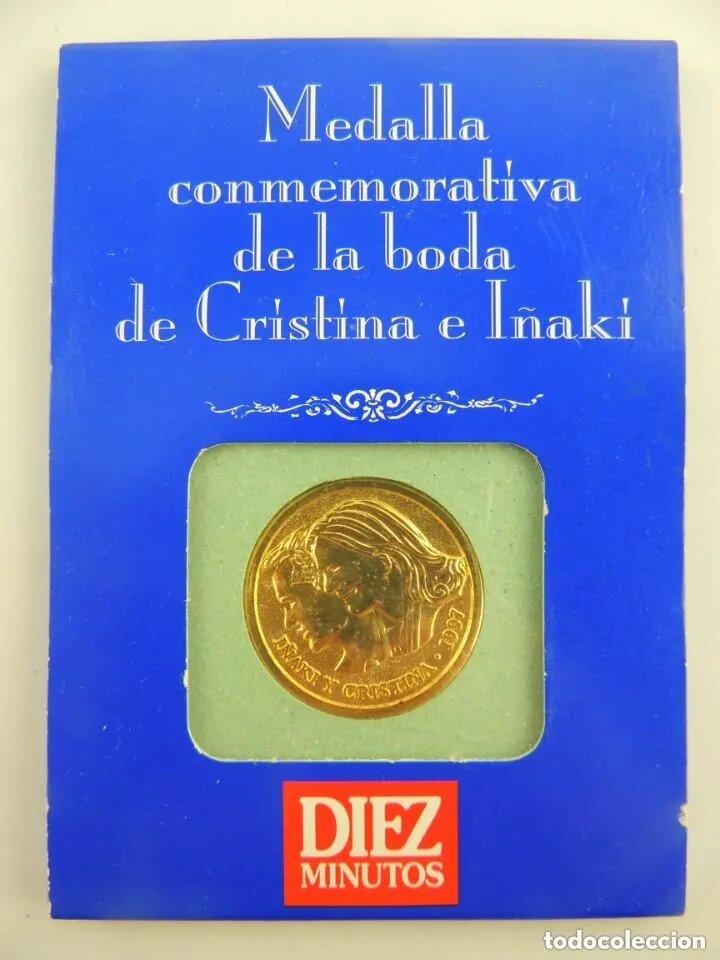 Medalla
conmemorativa
de la boda
de Cristina e Iñaki
IÑAKI Y CRISTINA · 1997
DIEZ
MINUTOS
todocoleccion